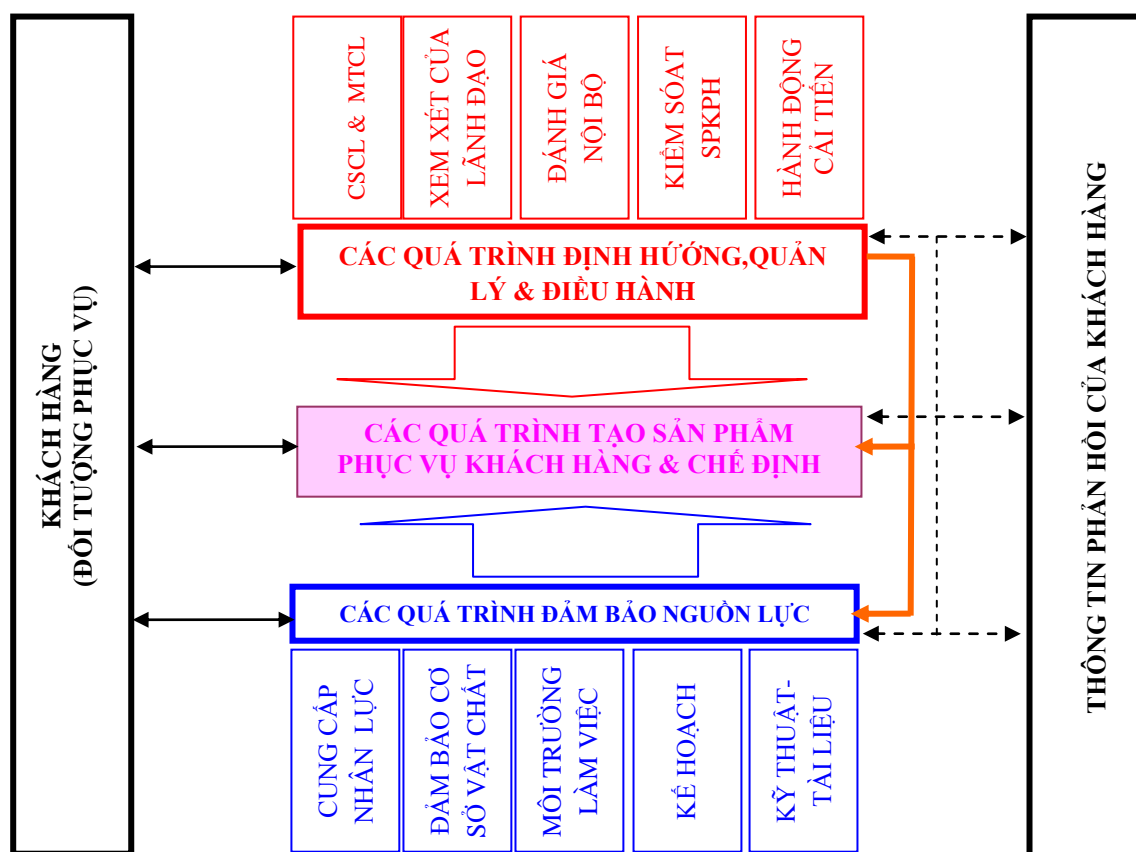 KHÁCH HÀNG
(ĐỐI TƯỢNG PHỤC VỤ)
CSCL & MTCL
XEM XÉT CỦA
LÃNH ĐẠO
ĐÁNH GIÁ
NỘI BỘ
KIỂM SÓAT
SPKPH
HÀNH ĐỘNG
CẢI TIẾN
CÁC QUÁ TRÌNH ĐỊNH HỨỚNG,QUẢN
LÝ & ĐIỀU HÀNH
CÁC QUÁ TRÌNH TẠO SẢN PHẨM
PHỤC VỤ KHÁCH HÀNG & CHẾ ĐỊNH
CÁC QUÁ TRÌNH ĐẢM BẢO NGUỒN LỰC
CUNG CẤP
NHÂN LỰC
ĐẢM BẢO CƠ
SỞ VẬT CHẤT
MÔI TRƯỜNG
LÀM VIỆC
KẾ HOẠCH
KỸ THUẬT-
TÀI LIỆU
THÔNG TIN PHẢN HỒI CỦA KHÁCH HÀNG